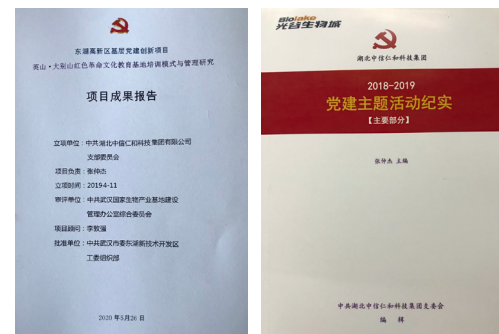 东湖高新区基层党建创新项目
英山·大别山红色革命文化教育基地培训模式与管理研究
项目成果报告
立项单位：中共湖北中信仁和科技集团有限公司
支部委员会
项目负责：张仲杰
立项时间：2019-4-11
审评单位：中共武汉国家生物产业基地建设
管理办公室综合委员会
项目顾问：李敦强
批准单位：中共武汉市委东湖新技术开发区
工委组织部
2020年5月26日
Biolake
光谷生物城
湖北中信仁和科技集团
2018-2019
党建主题活动纪实
【主要部分】
张仲杰 主编
中共湖北中信仁和科技集团支委会
编 辑